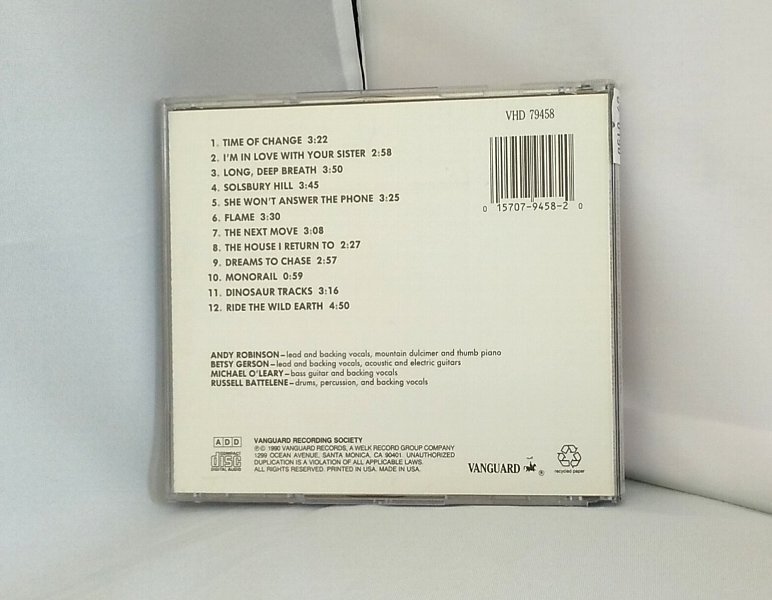 VHD 79458
1. TIME OF CHANGE 3:22
2. I'M IN LOVE WITH YOUR SISTER 2:58
3. LONG, DEEP BREATH 3:50
4. SOLSBURY HILL 3:45
5. SHE WON'T ANSWER THE PHONE 3:25
6. FLAME 3:30
7. THE NEXT MOVE 3:08
8. THE HOUSE I RETURN TO 2:27
9. DREAMS TO CHASE 2:57
10. MONORAIL 0:59
11. DINOSAUR TRACKS 3:16
12. RIDE THE WILD EARTH 4:50
0 15707-9458-2 0
ANDY ROBINSON–lead and backing vocals, mountain dulcimer and thumb piano
BETSY GERSON–lead and backing vocals, acoustic and electric guitars
MICHAEL O'LEARY–bass guitar and backing vocals
RUSSELL BATTELENE–drums, percussion, and backing vocals
ADD
COMPACT
disc
DIGITAL AUDIO
VANGUARD RECORDING SOCIETY
℗© 1990 VANGUARD RECORDS, A WELK RECORD GROUP COMPANY
1299 OCEAN AVENUE, SANTA MONICA, CA 90401. UNAUTHORIZED
DUPLICATION IS A VIOLATION OF ALL APPLICABLE LAWS.
ALL RIGHTS RESERVED. PRINTED IN USA. MADE IN USA.
VANGUARD ®
recycled paper